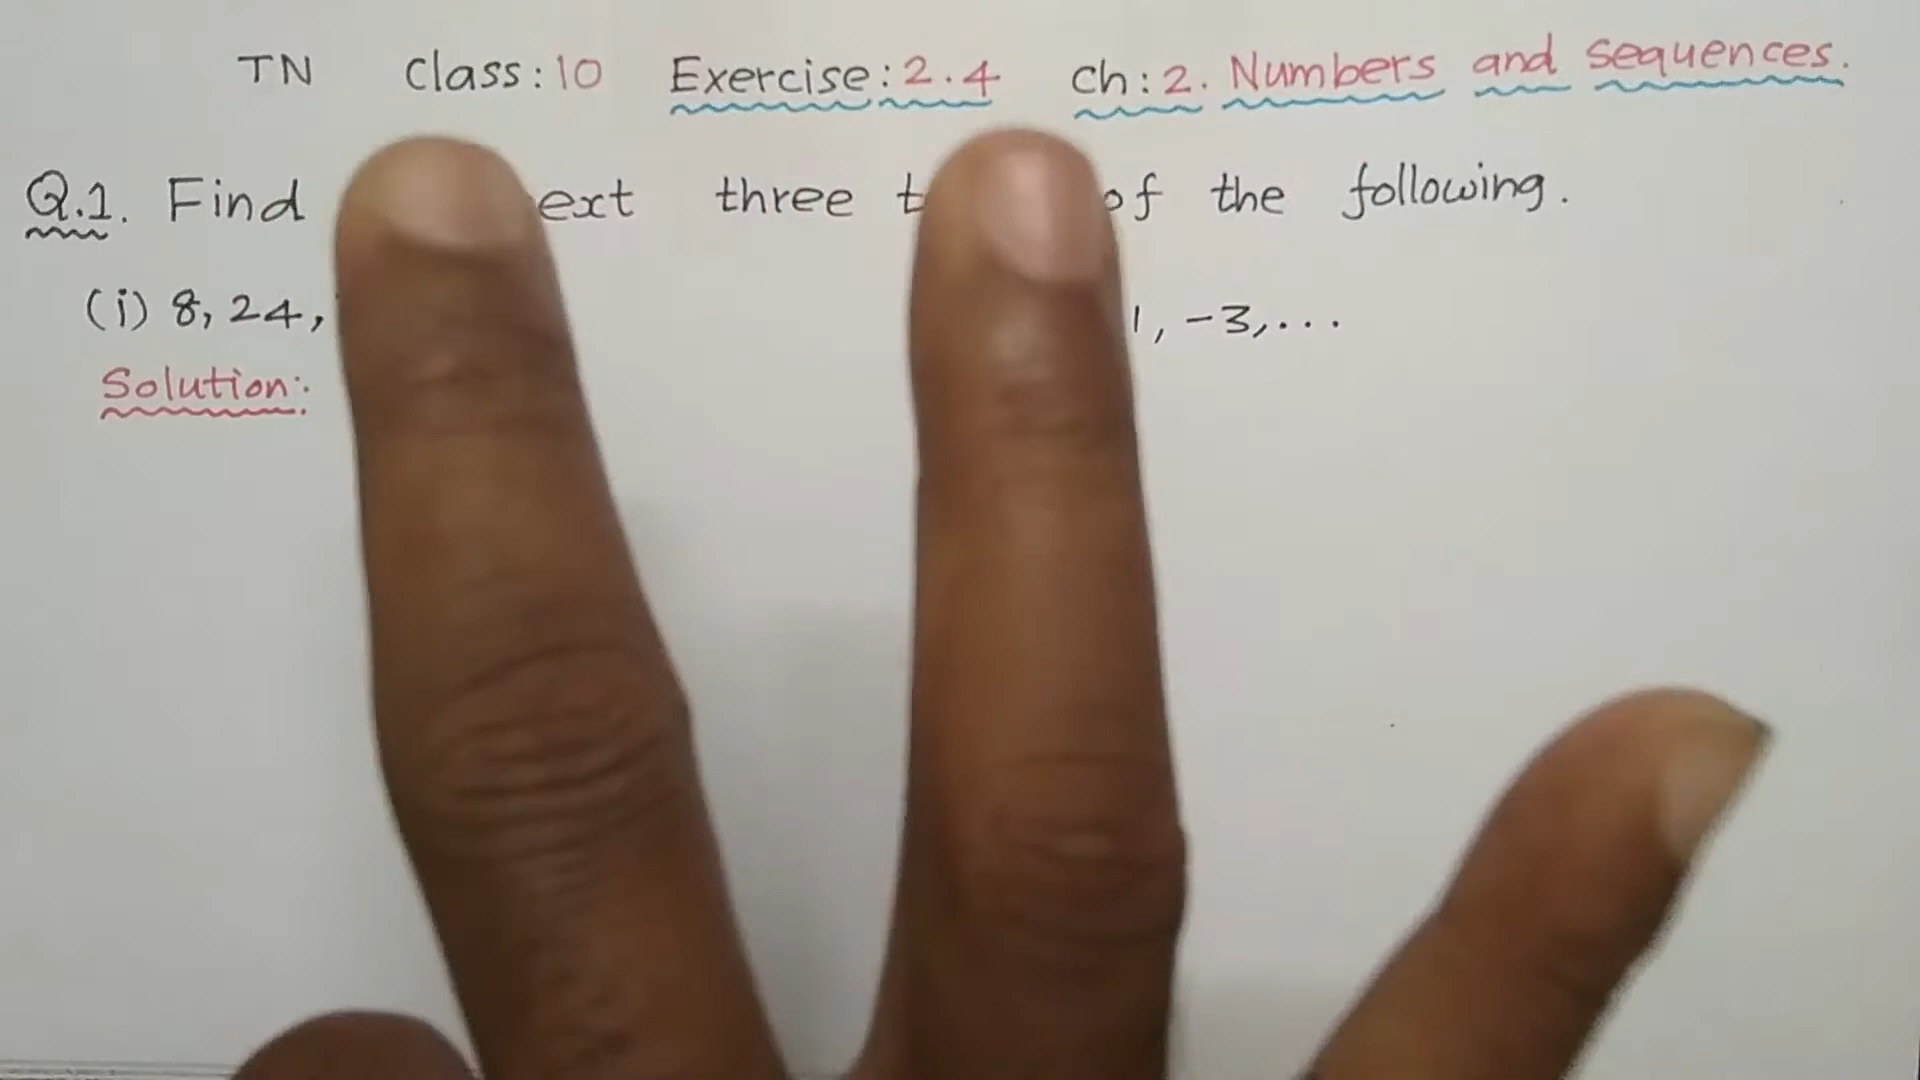 TN Class: 10 Exercise: 2.4 Ch: 2. Numbers and Sequences.
Q.1. Find three of the following.
(i) 8, 24, 1, -3, ...
Solution: